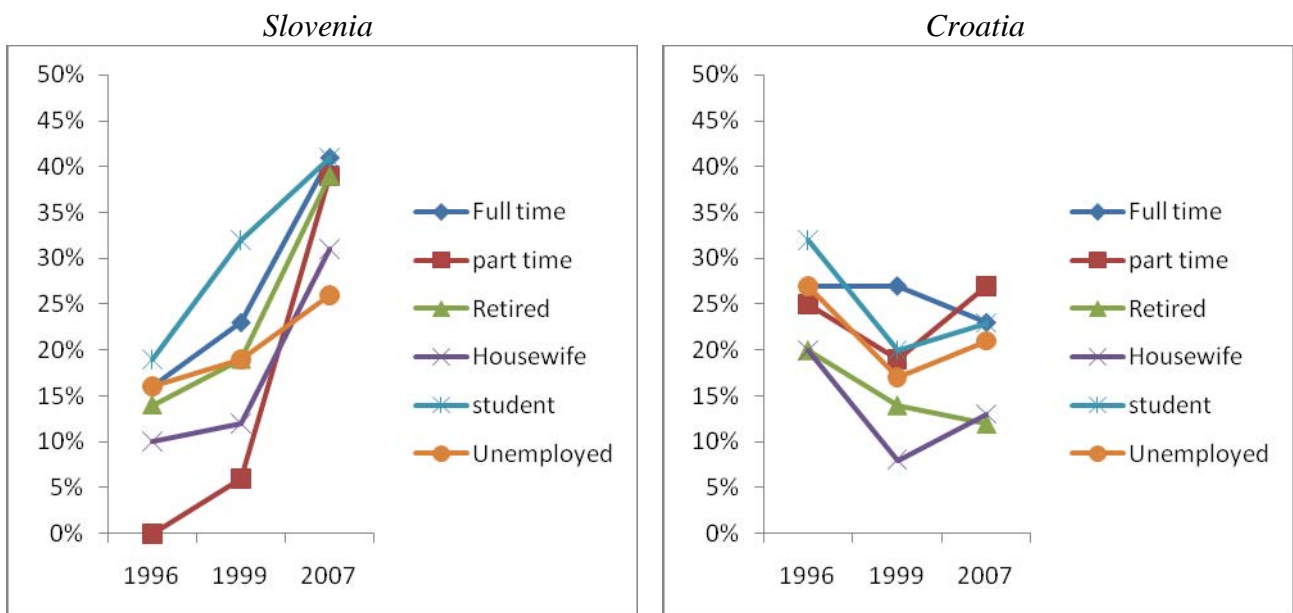 Slovenia
50%
45%
40%
35%
30%
25%
20%
15%
10%
5%
0%
1996 1999 2007
Full time
part time
Retired
Housewife
student
Unemployed
Croatia
50%
45%
40%
35%
30%
25%
20%
15%
10%
5%
0%
1996 1999 2007
Full time
part time
Retired
Housewife
student
Unemployed